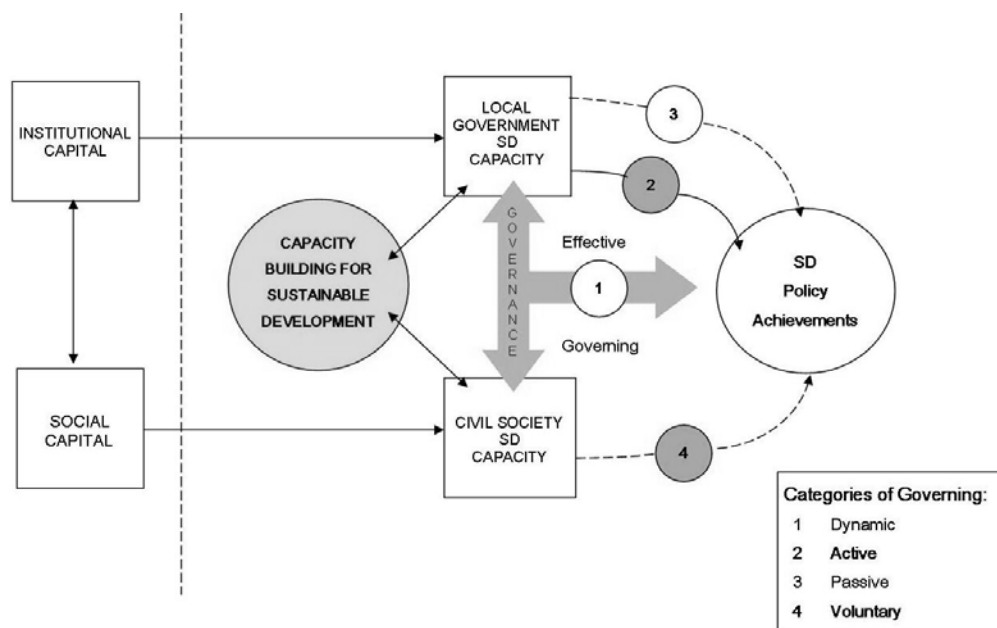 INSTITUTIONAL
CAPITAL
SOCIAL
CAPITAL
CAPACITY
BUILDING FOR
SUSTAINABLE
DEVELOPMENT
LOCAL
GOVERNMENT
SD
CAPACITY
GOVERNANCE
CIVIL SOCIETY
SD
CAPACITY
Effective
1
Governing
3
2
4
SD
Policy
Achievements
Categories of Governing:
1 Dynamic
2 Active
3 Passive
4 Voluntary